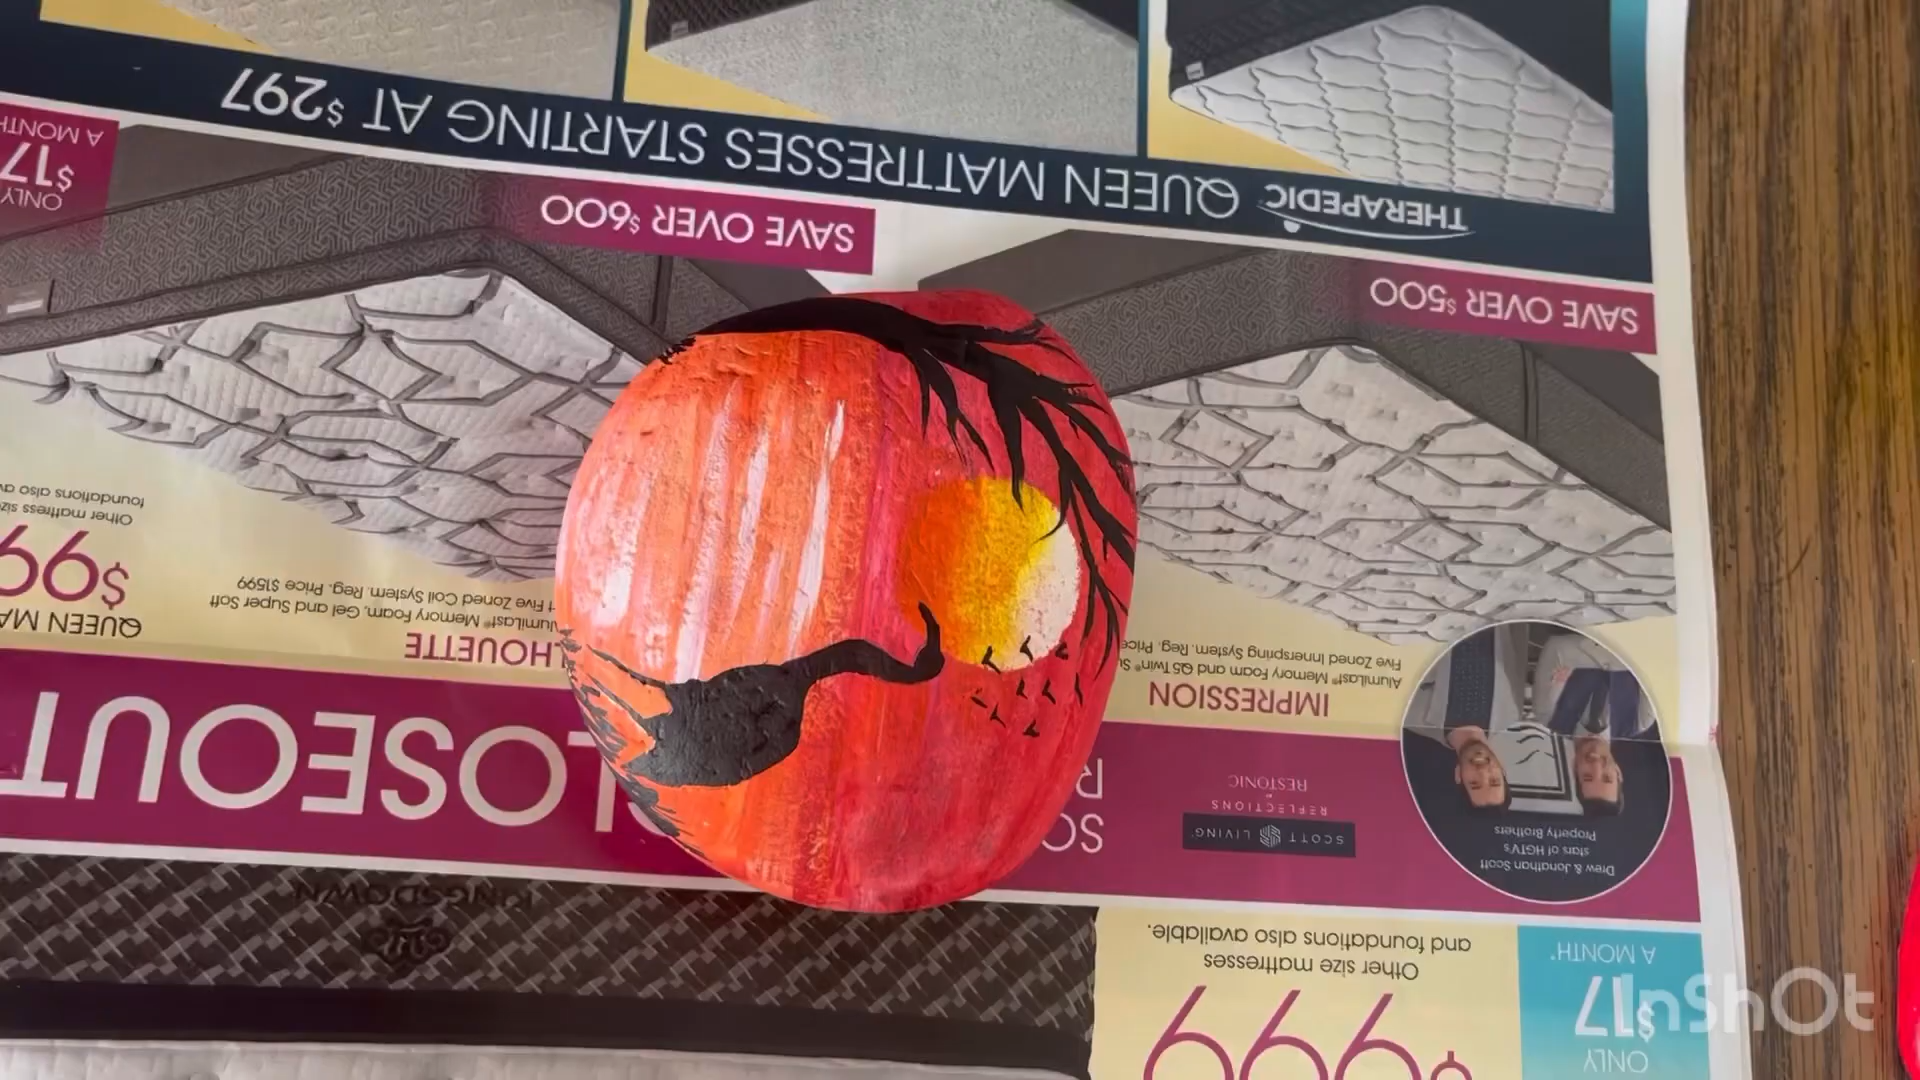 ONLY
$17
A MONTH*
Other size mattresses
and foundations also available.
KINGSDOWN
Drew & Jonathan Scott
stars of HGTV's
Property Brothers
SCOTT LIVING
REFLECTIONS
BY
RESTONIC
SC
R
LOSEOUT
IMPRESSION
AlumiLast® Memory Foam and Q5 Twin®
Five Zoned Innerspring System. Reg. Price
LHOUETTE
Memory Foam, Gel and Super Soft
Five Zoned Coil System. Reg. Price $1599
QUEEN MA
$99
Other mattress siz
foundations also av
SAVE OVER $500
SAVE OVER $600
ONLY
$17
A MONTH
THERAPEDIC QUEEN MATTRESSES STARTING AT $297
InShOt